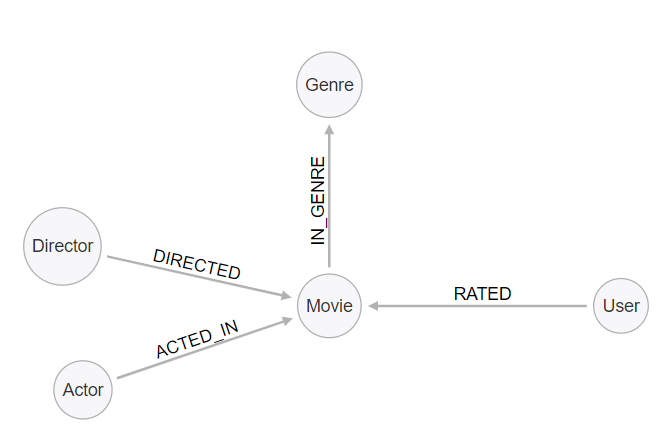 Genre
IN_GENRE
Director
DIRECTED
Movie
RATED
User
ACTED_IN
Actor